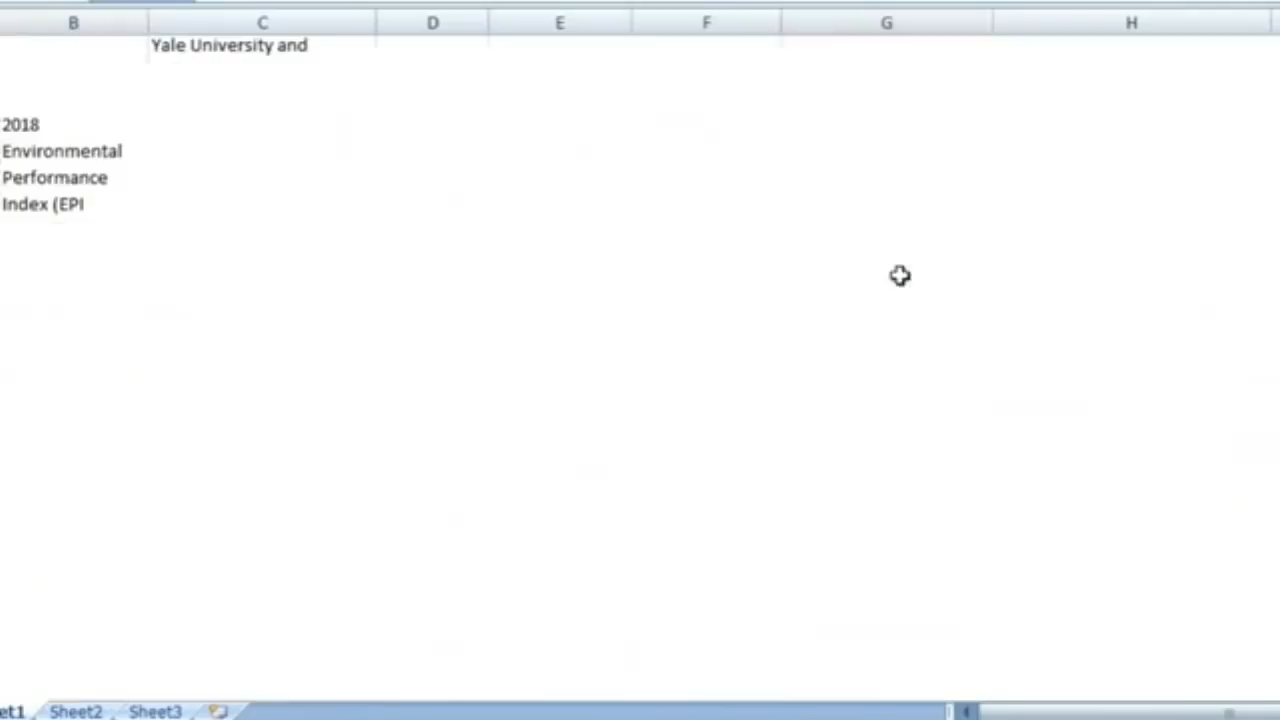 B C D E F G H
Yale University and
2018
Environmental
Performance
Index (EPI
et1 Sheet2 Sheet3